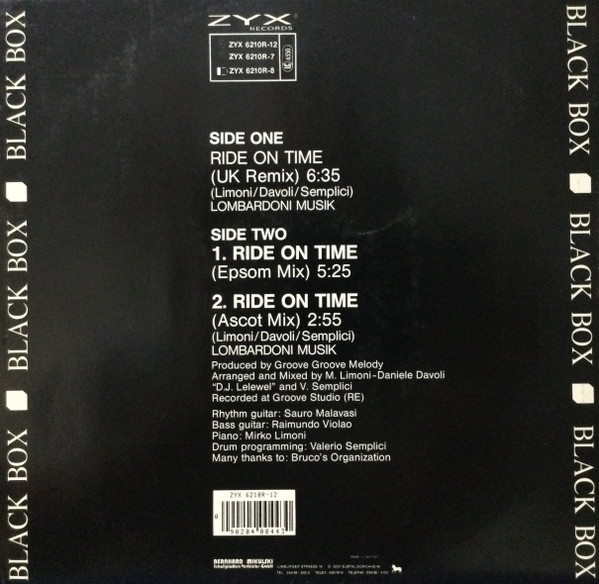 ZYX
RECORDS
ZYX 6210R-12
ZYX 6210R-7
ZYX 6210R-8
SIDE ONE
RIDE ON TIME
(UK Remix) 6:35
(Limoni/Davoli/Semplici)
LOMBARDONI MUSIK
SIDE TWO
1. RIDE ON TIME
(Epsom Mix) 5:25
2. RIDE ON TIME
(Ascot Mix) 2:55
(Limoni/Davoli/Semplici)
LOMBARDONI MUSIK
Produced by Groove Groove Melody
Arranged and Mixed by M. Limoni-Daniele Davoli
“D.J. Lelewel” and V. Semplici
Recorded at Groove Studio (RE)
Rhythm guitar: Sauro Malavasi
Bass guitar: Raimundo Violao
Piano: Mirko Limoni
Drum programming: Valerio Semplici
Many thanks to: Bruco's Organization
ZYX 6210R-12
BERNHARD MIKULSKI
BLACK BOX
BLACK BOX
BLACK BOX
BLACK BOX
BLACK BOX
BLACK BOX